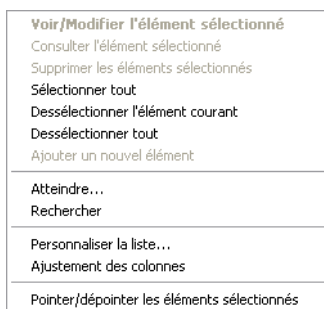 Voir/Modifier l'élément sélectionné
Consulter l'élément sélectionné
Supprimer les éléments sélectionnés
Sélectionner tout
Dessélectionner l'élément courant
Dessélectionner tout
Ajouter un nouvel élément
Atteindre...
Rechercher
Personnaliser la liste...
Ajustement des colonnes
Pointer/dépointer les éléments sélectionnés